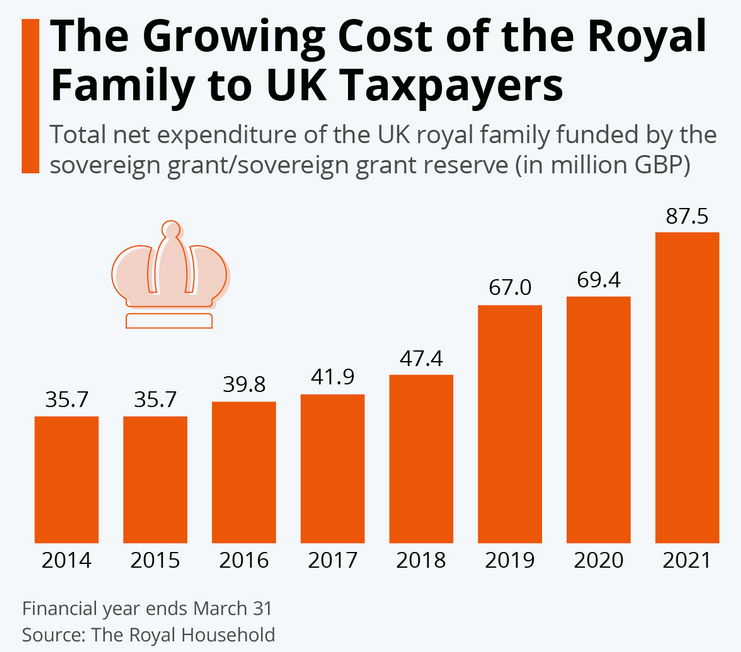 The Growing Cost of the Royal
Family to UK Taxpayers
Total net expenditure of the UK royal family funded by the
sovereign grant/sovereign grant reserve (in million GBP)
35.7
35.7
39.8
41.9
47.4
67.0
69.4
87.5
2014
2015
2016
2017
2018
2019
2020
2021
Financial year ends March 31
Source: The Royal Household